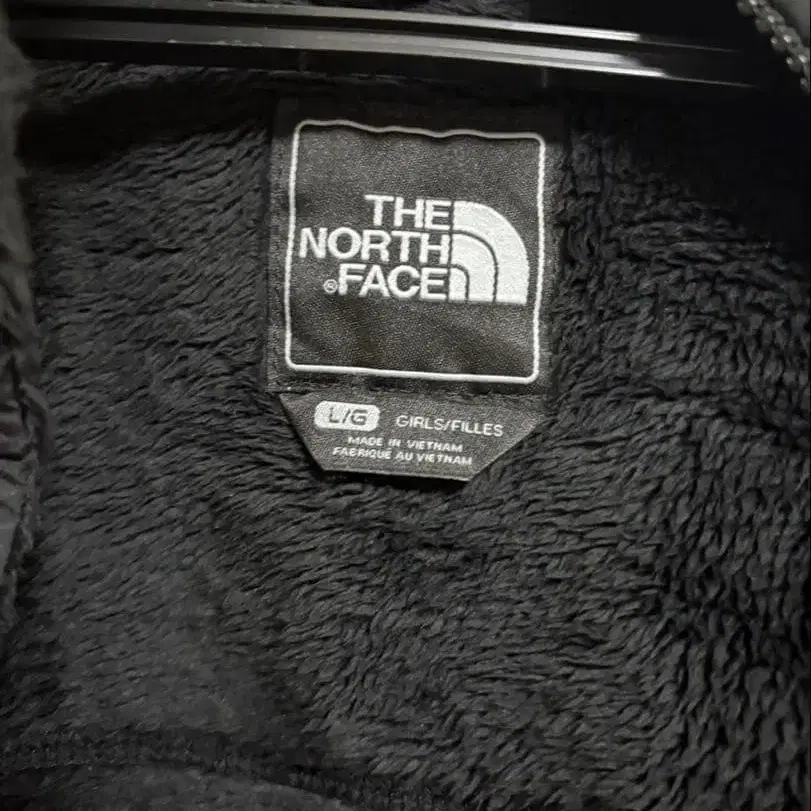 THE
NORTH
®FACE
L/G GIRLS/FILLES
MADE IN VIETNAM
FABRIQUE AU VIETNAM